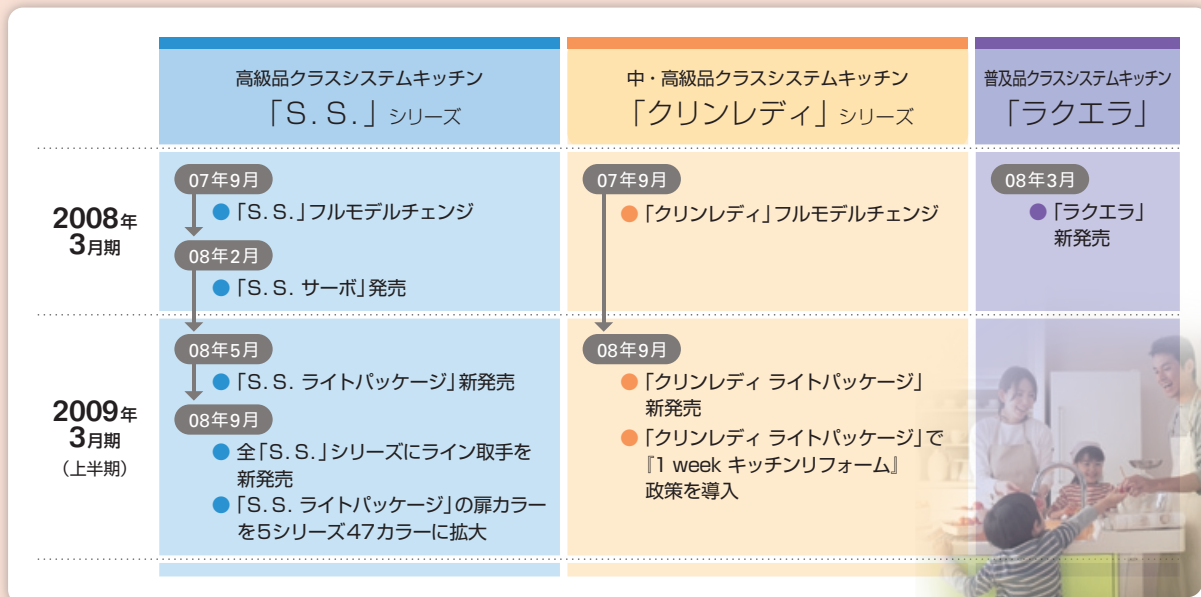 高級品クラスシステムキッチン
「S.S.」シリーズ
中・高級品クラスシステムキッチン
「クリンレディ」シリーズ
普及品クラスシステムキッチン
「ラクエラ」
2008年
3月期
07年9月
●「S.S.」フルモデルチェンジ
08年2月
●「S.S. サーボ」発売
07年9月
●「クリンレディ」フルモデルチェンジ
08年3月
●「ラクエラ」
新発売
2009年
3月期
（上半期）
08年5月
●「S.S. ライトパッケージ」新発売
08年9月
●全「S.S.」シリーズにライン取手を
新発売
●「S.S. ライトパッケージ」の扉カラー
を5シリーズ47カラーに拡大
08年9月
●「クリンレディ ライトパッケージ」
新発売
●「クリンレディ ライトパッケージ」で
『1 week キッチンリフォーム』
政策を導入